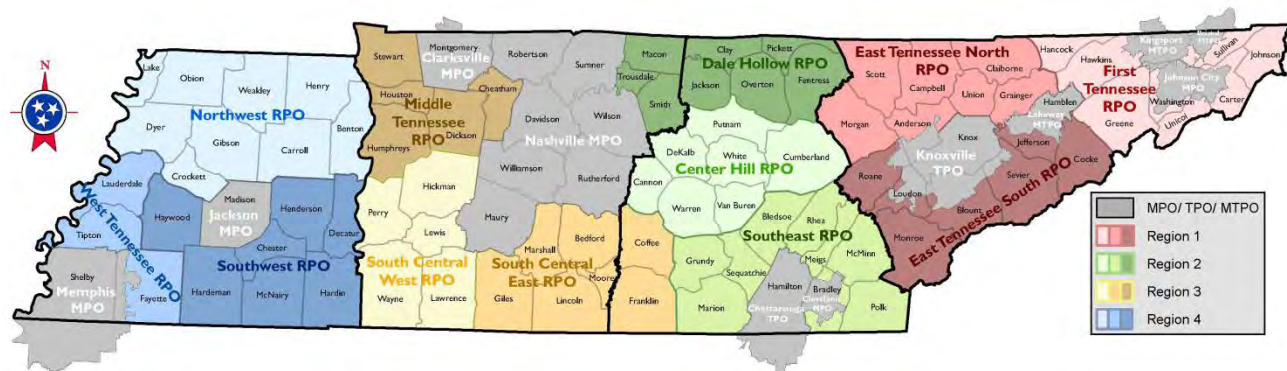 N
Lake
Obion
Weakley
Henry
Northwest RPO
Dyer
Gibson
Carroll
Benton
Crockett
Lauderdale
Tipton
West Tennessee RPO
Haywood
Madison
Jackson
MPO
Henderson
Decatur
Chester
Southwest RPO
Shelby
Memphis
MPO
Fayette
Hardeman
McNairy
Hardin
Stewart
Montgomery
Clarksville
MPO
Robertson
Sumner
Houston
Cheatham
Middle
Tennessee
RPO
Dickson
Humphreys
Davidson
Wilson
Nashville MPO
Williamson
Rutherford
Hickman
Perry
Lewis
Maury
South Central
West RPO
Wayne
Lawrence
Marshall
Bedford
South Central
East RPO
Moore
Giles
Lincoln
Coffee
Franklin
Macon
Trousdale
Smith
Clay
Pickett
Dale Hollow RPO
Jackson
Overton
Fentress
Putnam
DeKalb
White
Cumberland
Center Hill RPO
Cannon
Warren
Van Buren
Bledsoe
Rhea
Southeast RPO
Grundy
Sequatchie
Meigs
McMinn
Hamilton
Bradley
Cleveland
MPO
Chattanooga
TPO
Marion
Polk
East Tennessee North
RPO
Scott
Campbell
Claiborne
Union
Grainger
Morgan
Anderson
Hancock
Hawkins
Hamblen
Lakeway
MTPO
Knox
Knoxville
TPO
Jefferson
Cocke
Roane
Loudon
Sevier
Blount
Monroe
East Tennessee South RPO
First
Tennessee
RPO
Greene
Kingsport
MTPO
MTPO
Sullivan
Johnson
Johnson City
MTPO
Washington
Carter
Unicoi
MPO/ TPO/ MTPO
Region 1
Region 2
Region 3
Region 4